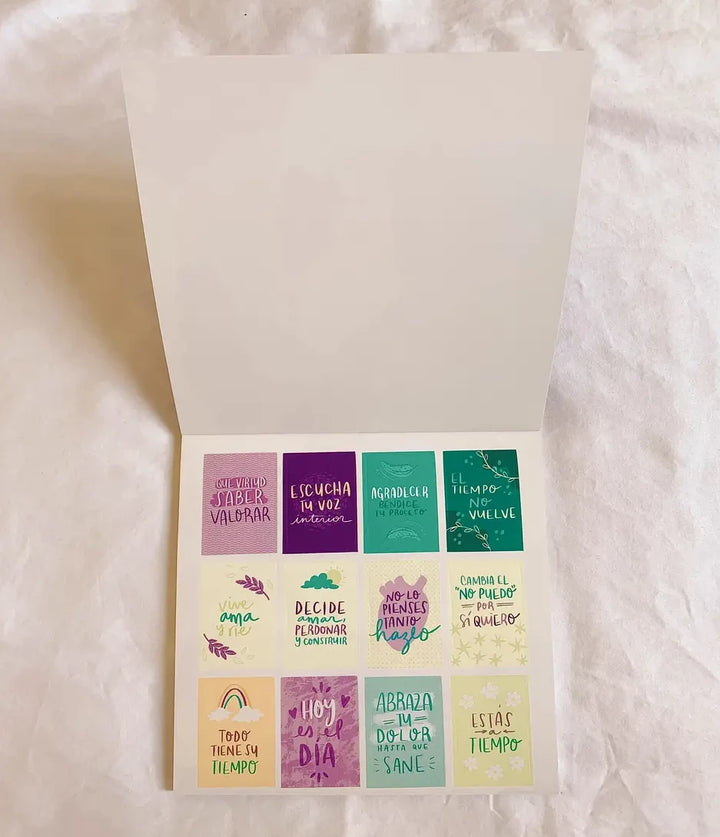 QUE VIRTUD
SABER
VALORAR
ESCUCHA
TU VOZ
interior
AGRADECER
BENDICE
TU PROCESO
EL
TIEMPO
NO
VUELVE
vive
ama
y ríe
DECIDE
amar,
PERDONAR
Y CONSTRUIR
NO LO
PIENSES
TANTO
hazlo
CAMBIA EL
"NO PUEDO"
POR
SÍ QUIERO
TODO
TIENE SU
TIEMPO
HOY
es el
DÍA
ABRAZA
TU
DOLOR
HASTA QUE
SANE
ESTÁS
a
TIEMPO